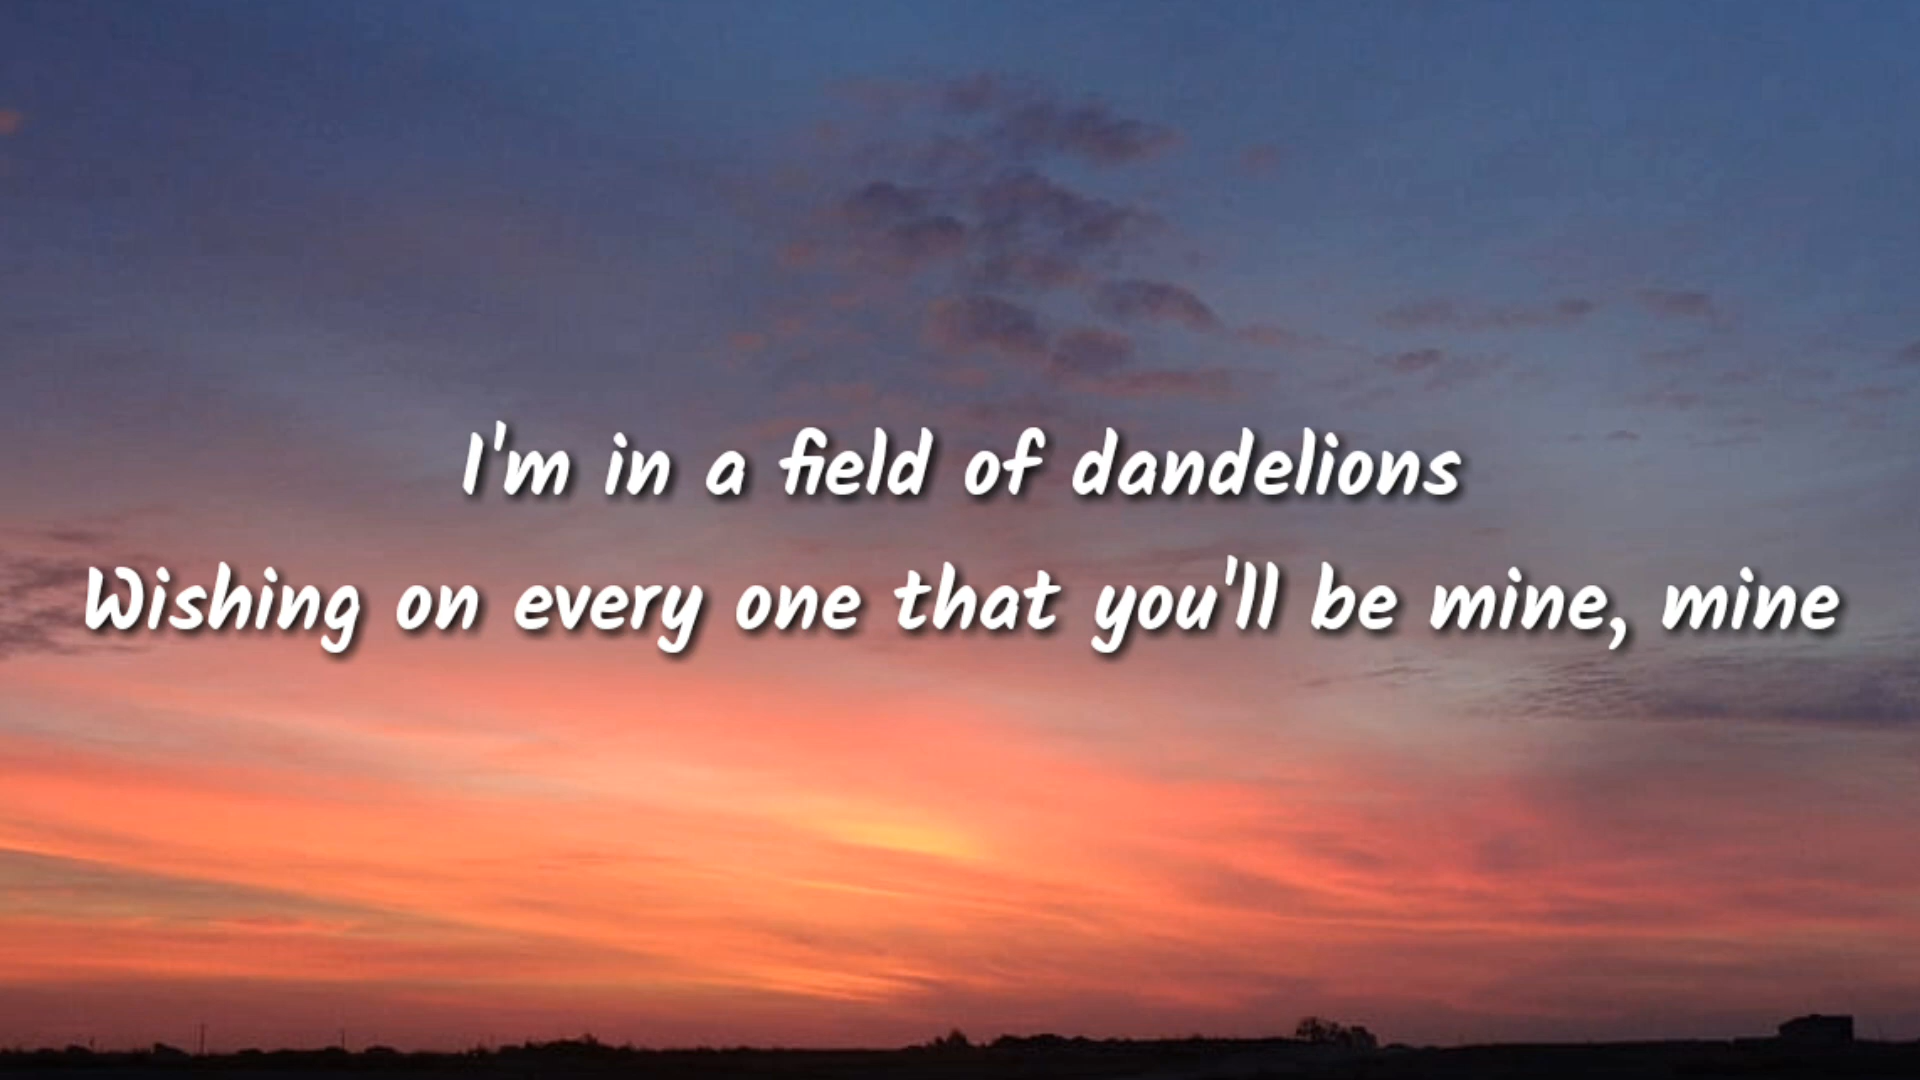 I'm in a field of dandelions
Wishing on every one that you'll be mine, mine